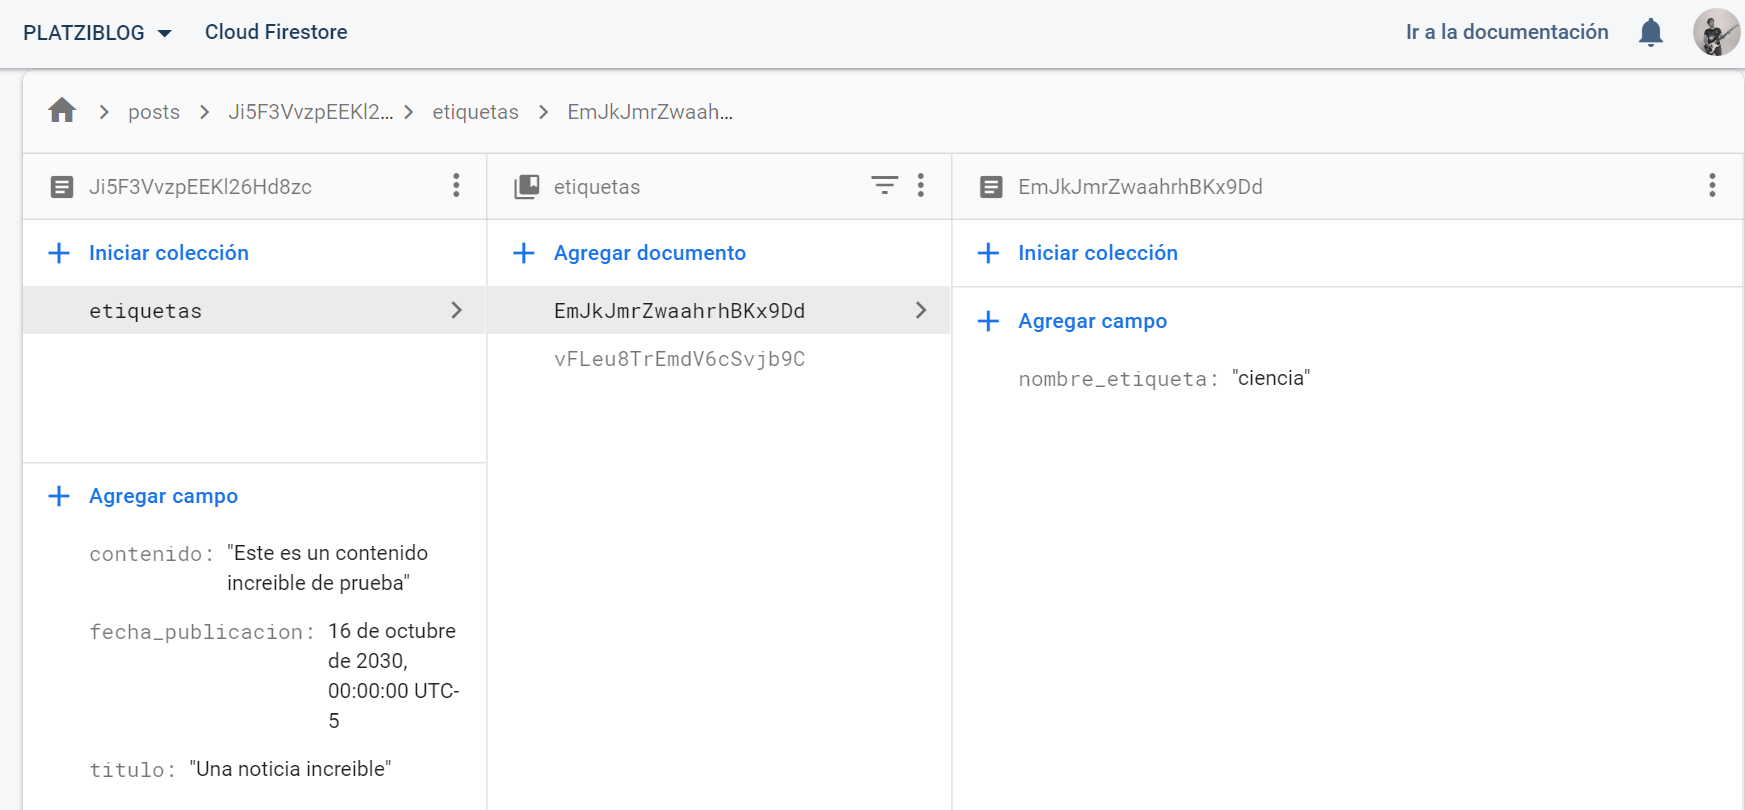 PLATZIBLOG
Cloud Firestore
Ir a la documentación
posts
Ji5F3VvzpEEKl2...
etiquetas
EmJkJmrZwaah...
Ji5F3VvzpEEKl26Hd8zc
etiquetas
EmJkJmrZwaahrhBKx9Dd
Iniciar colección
etiquetas
Agregar campo
contenido: "Este es un contenido
increible de prueba"
fecha_publicacion: 16 de octubre
de 2030,
00:00:00 UTC-
5
titulo: "Una noticia increible"
Agregar documento
EmJkJmrZwaahrhBKx9Dd
vFLeu8TrEmdV6cSvjb9C
Iniciar colección
Agregar campo
nombre_etiqueta: "ciencia"